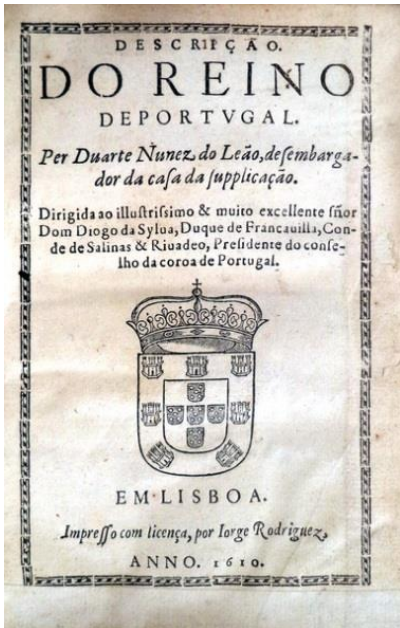 DESCRIPÇÃO.
DO REINO
DEPORTVGAL.
Per Duarte Nunez do Leão, deſembarga-
dor da caſa da ſupplicação.
Dirigida ao illuſtriſsimo & muito excellente ſñor
Dom Diogo da Sylua, Duque de Francauilla, Con-
de de Salinas & Riuadeo, Preſidente do conſe-
lho da coroa de Portugal.
EM LISBOA.
Impreſſo com licença, por Iorge Rodriguez,
ANNO. 1610.